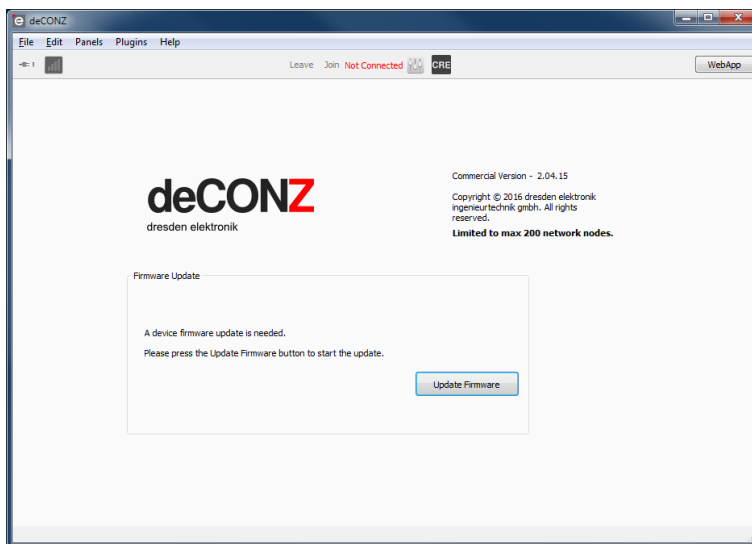 deCONZ
File Edit Panels Plugins Help
Leave Join Not Connected CRE WebApp
deCONZ
dresden elektronik
Commercial Version - 2.04.15
Copyright © 2016 dresden elektronik
ingenieurtechnik gmbh. All rights
reserved.
Limited to max 200 network nodes.
Firmware Update
A device firmware update is needed.
Please press the Update Firmware button to start the update.
Update Firmware